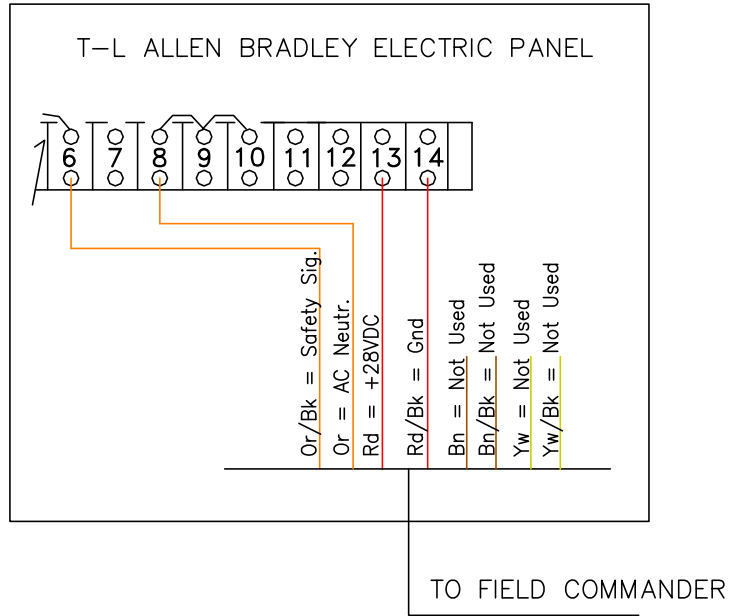 T-L ALLEN BRADLEY ELECTRIC PANEL
6 7 8 9 10 11 12 13 14
Or/Bk = Safety Sig.
Or = AC Neutr.
Rd = +28VDC
Rd/Bk = Gnd
Bn = Not Used
Bn/Bk = Not Used
Yw = Not Used
Yw/Bk = Not Used
TO FIELD COMMANDER